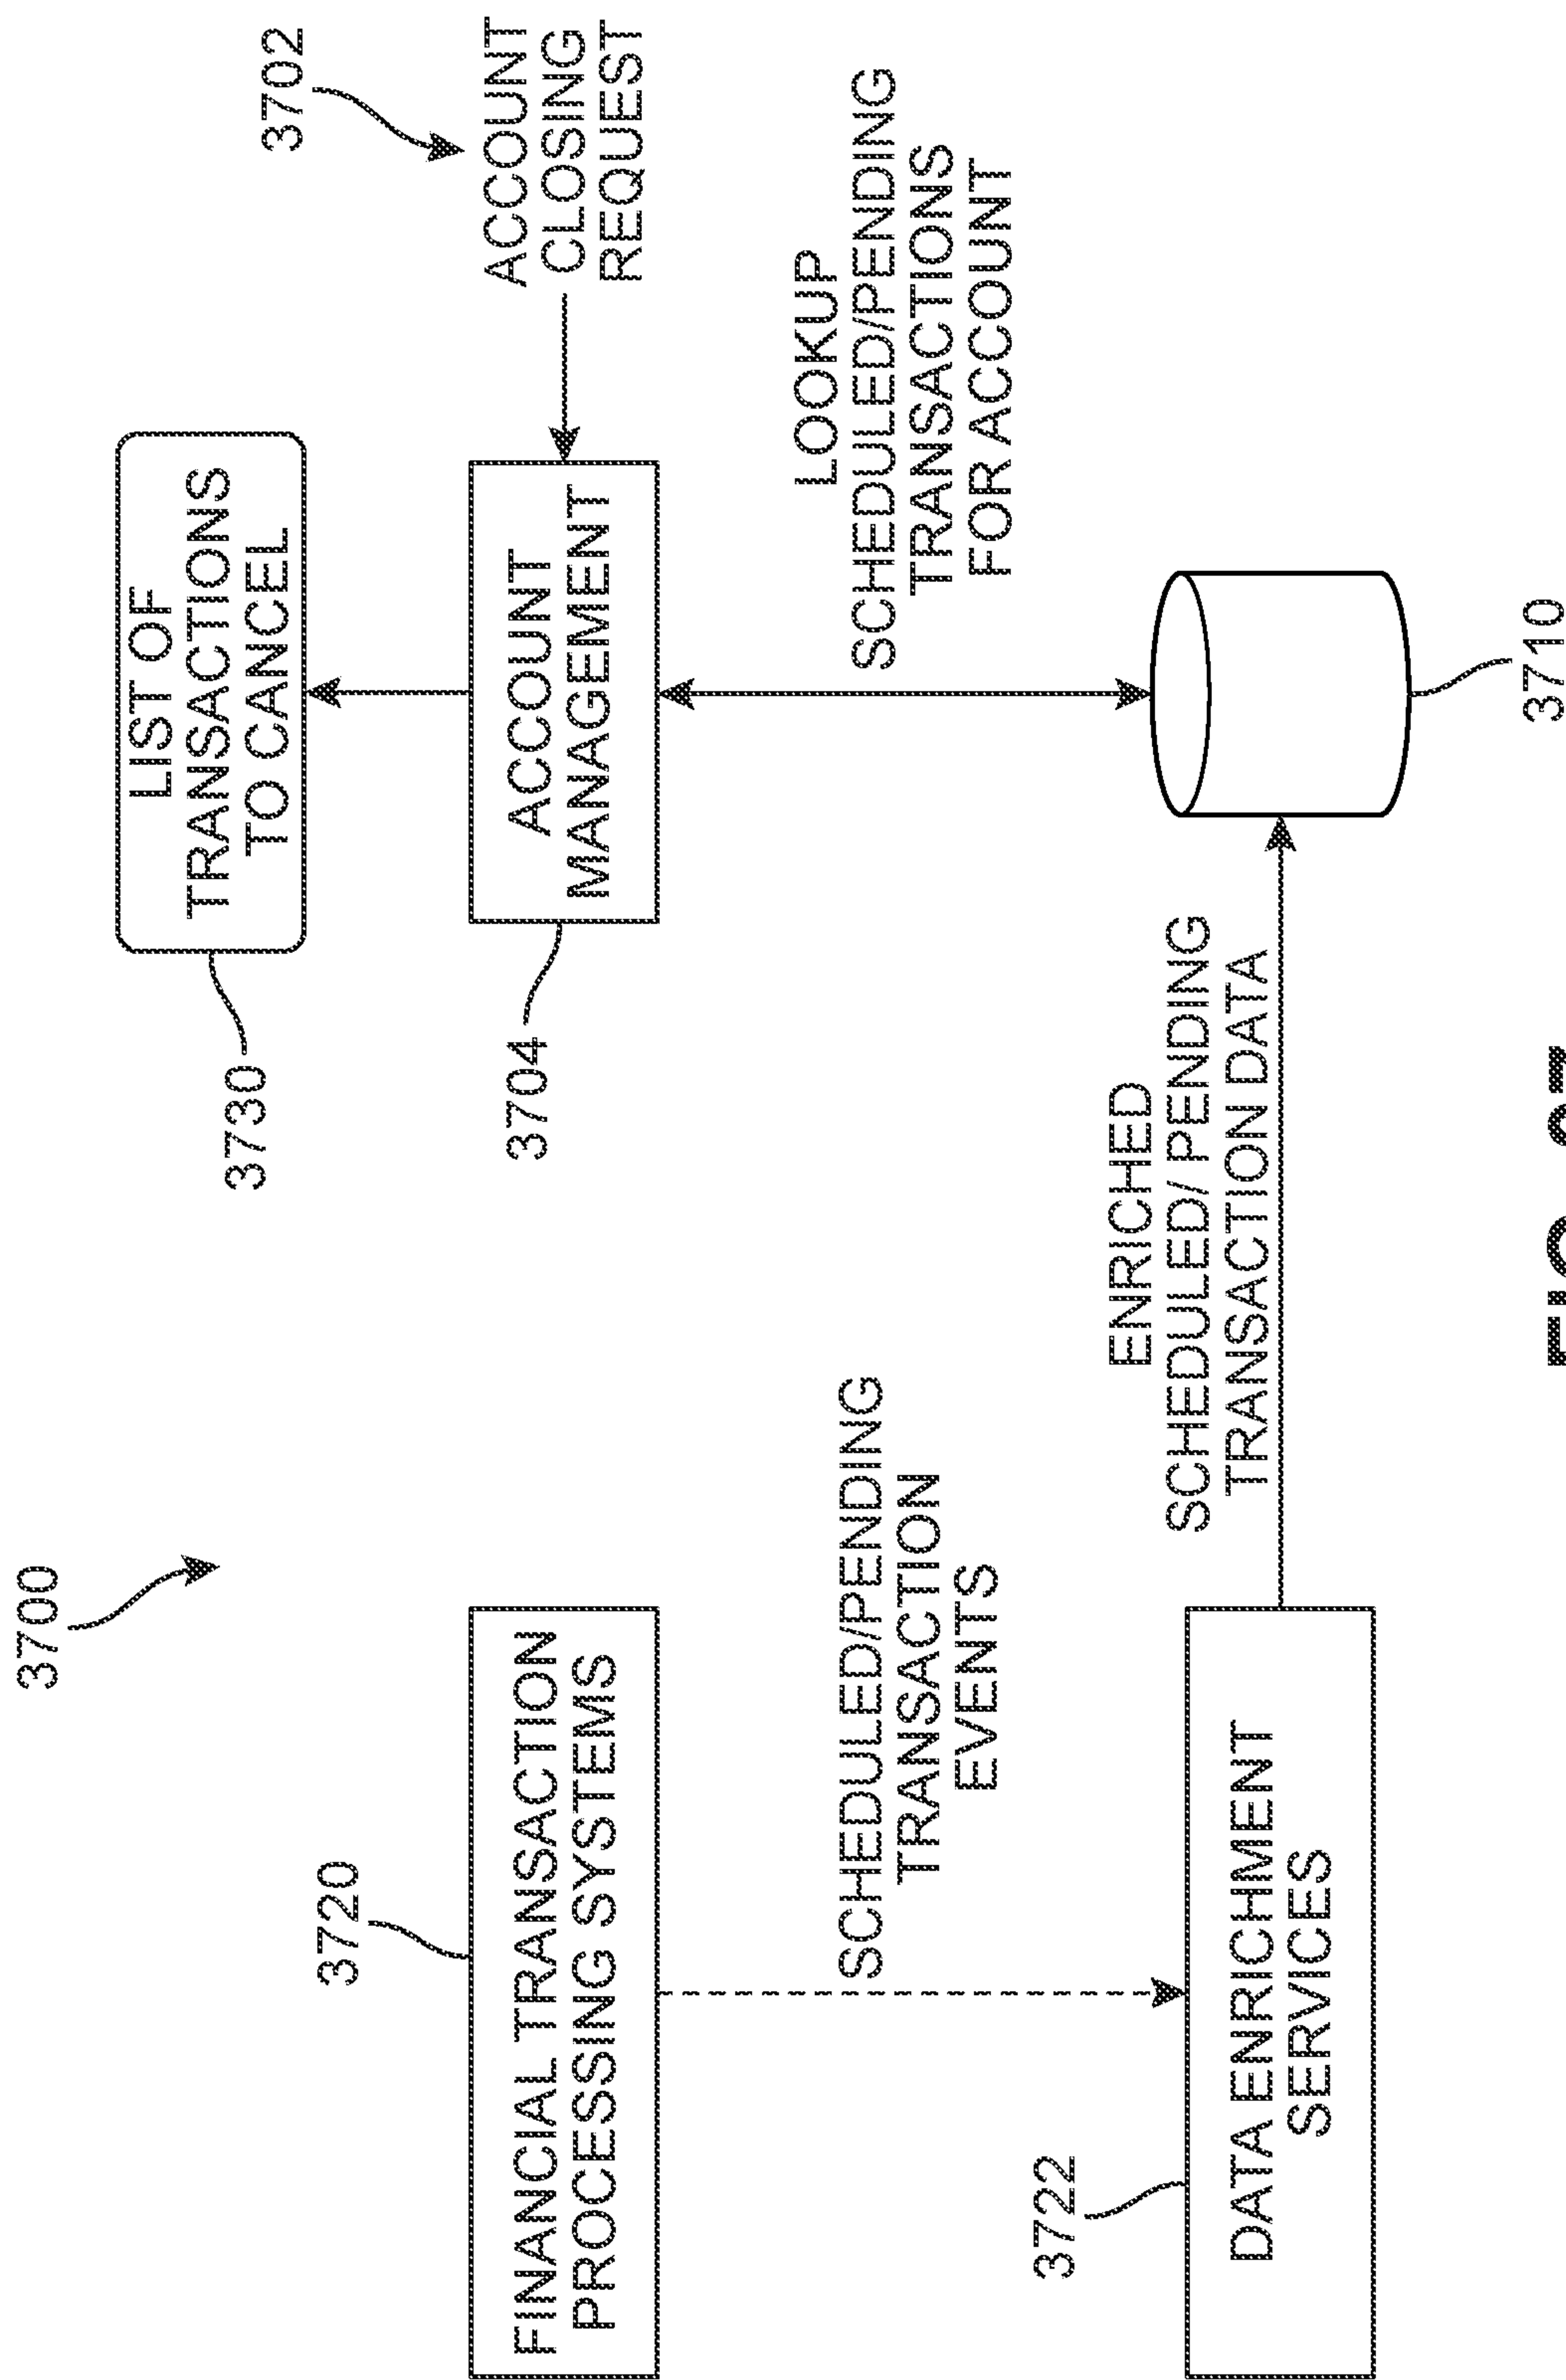 3700
3720
FINANCIAL TRANSACTION
PROCESSING SYSTEMS
SCHEDULED/PENDING
TRANSACTION
EVENTS
3722
DATA ENRICHMENT
SERVICES
ENRICHED
SCHEDULED/ PENDING
TRANSACTION DATA
LIST OF
TRANSACTIONS
TO CANCEL
3730
3702
ACCOUNT
CLOSING
REQUEST
ACCOUNT
MANAGEMENT
3704
LOOKUP
SCHEDULED/PENDING
TRANSACTIONS
FOR ACCOUNT
3710